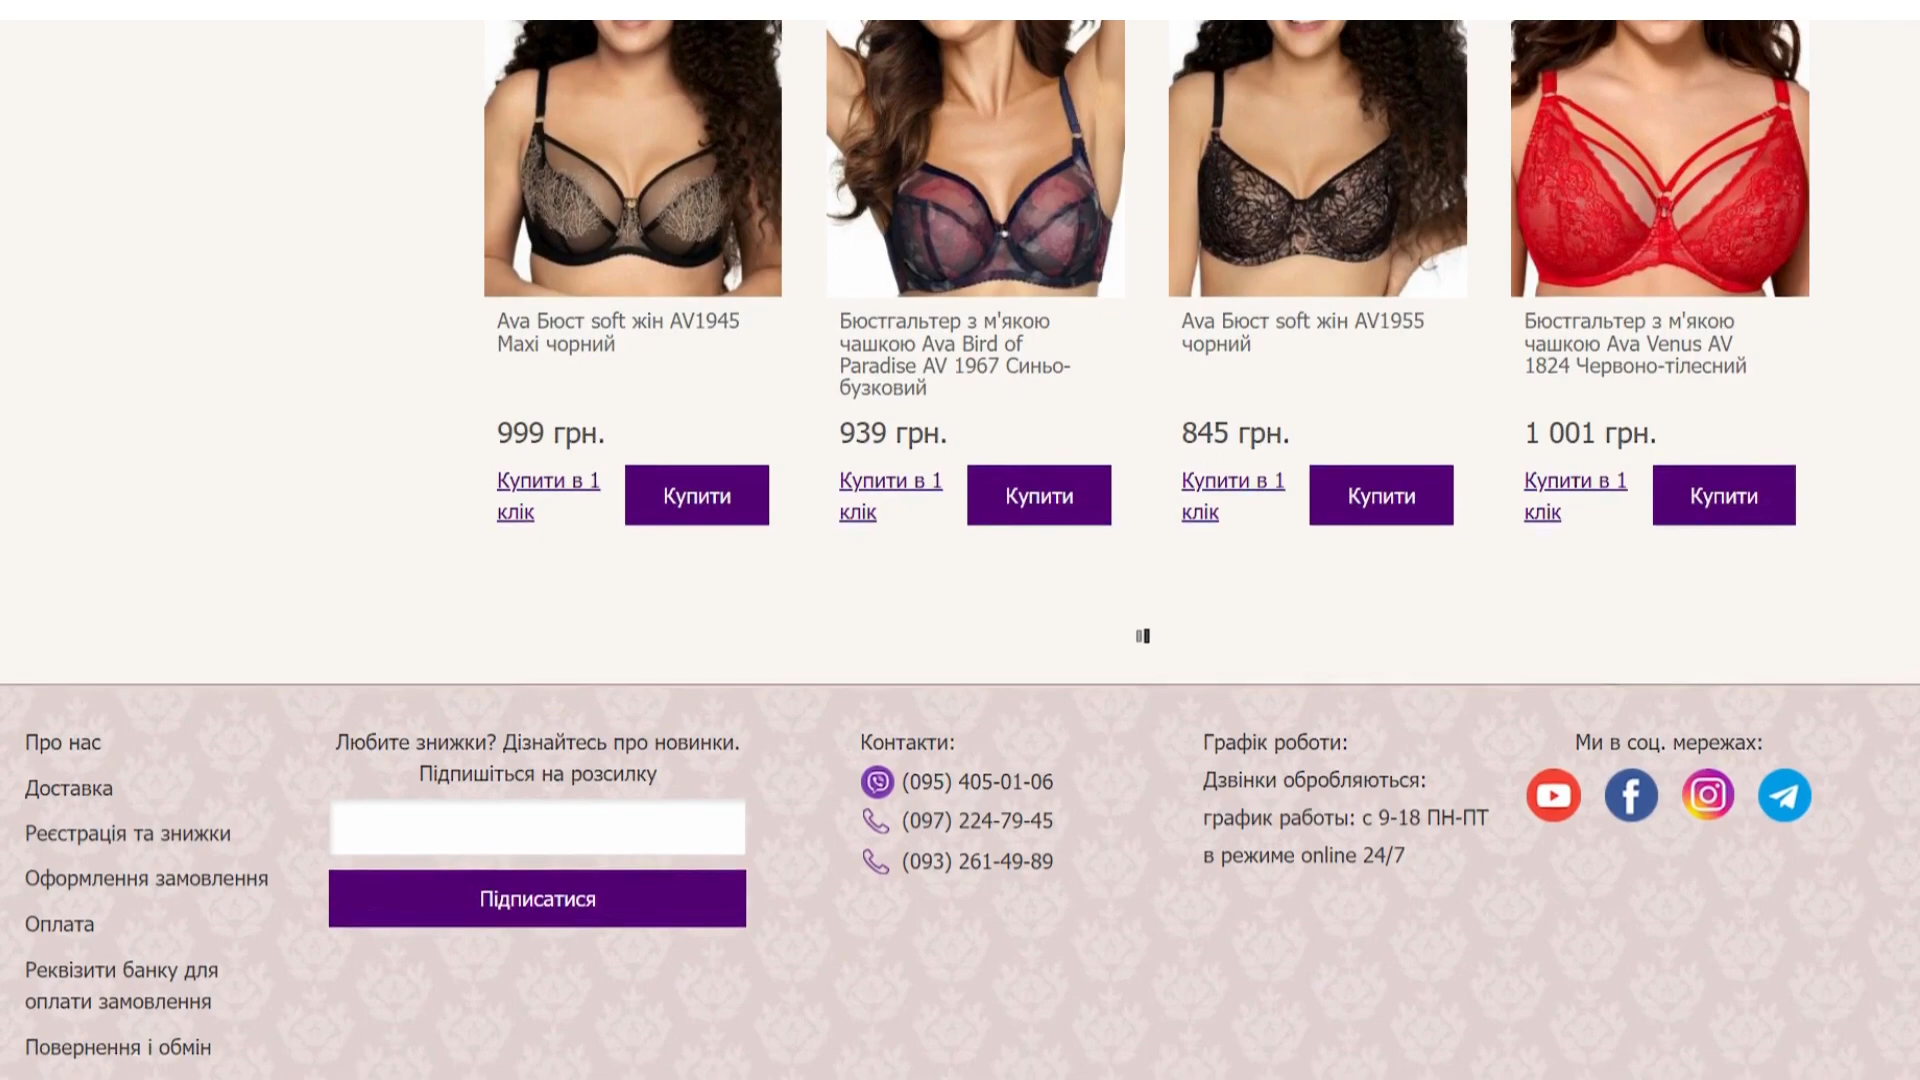 Ava Бюст soft жін AV1945
Maxi чорний
999 грн.
Купити в 1
клік
Купити
Бюстгальтер з м'якою
чашкою Ava Bird of
Paradise AV 1967 Синьо-
бузковий
939 грн.
Купити в 1
клік
Купити
Ava Бюст soft жін AV1955
чорний
845 грн.
Купити в 1
клік
Купити
Бюстгальтер з м'якою
чашкою Ava Venus AV
1824 Червоно-тілесний
1 001 грн.
Купити в 1
клік
Купити
Про нас
Доставка
Реєстрація та знижки
Оформлення замовлення
Оплата
Реквізити банку для
оплати замовлення
Повернення і обмін
Любите знижки? Дізнайтесь про новинки.
Підпишіться на розсилку
Підписатися
Контакти:
(095) 405-01-06
(097) 224-79-45
(093) 261-49-89
Графік роботи:
Дзвінки обробляються:
график работы: с 9-18 ПН-ПТ
в режиме online 24/7
Ми в соц. мережах: